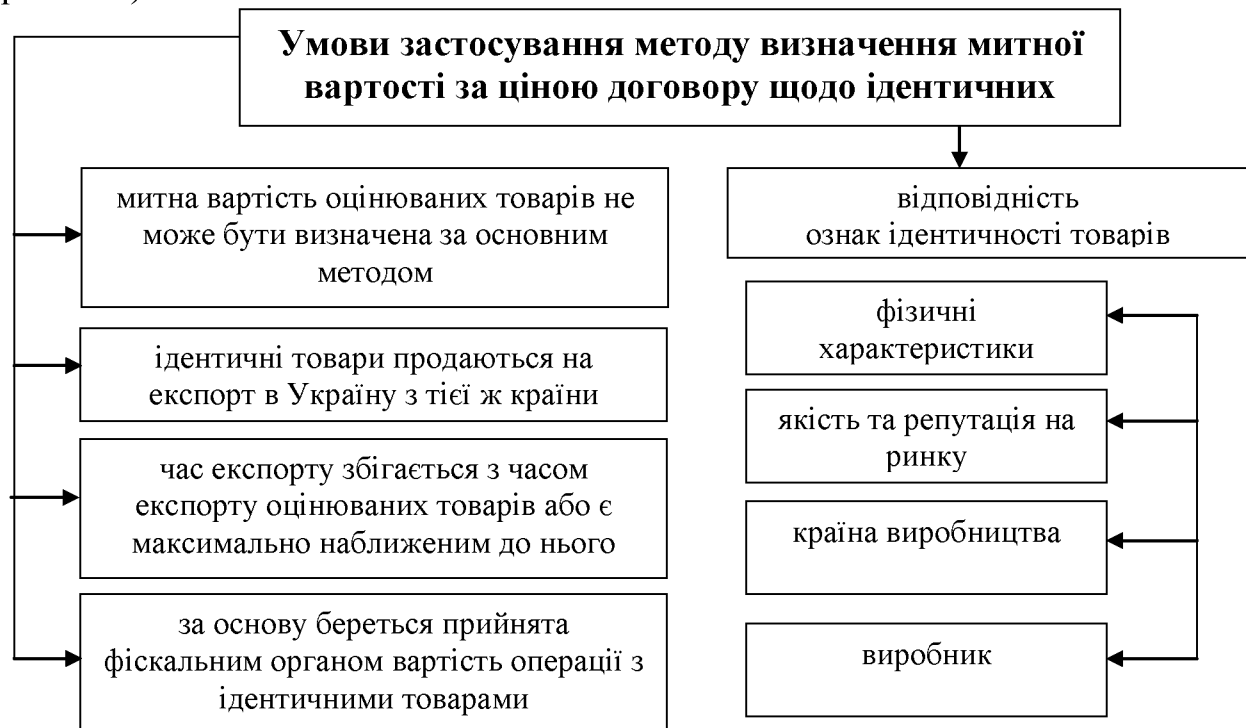 Умови застосування методу визначення митної
вартості за ціною договору щодо ідентичних
митна вартість оцінюваних товарів не
може бути визначена за основним
методом
ідентичні товари продаються на
експорт в Україну з тієї ж країни
час експорту збігається з часом
експорту оцінюваних товарів або є
максимально наближеним до нього
за основу береться прийнята
фіскальним органом вартість операції з
ідентичними товарами
відповідність
ознак ідентичності товарів
фізичні
характеристики
якість та репутація на
ринку
країна виробництва
виробник